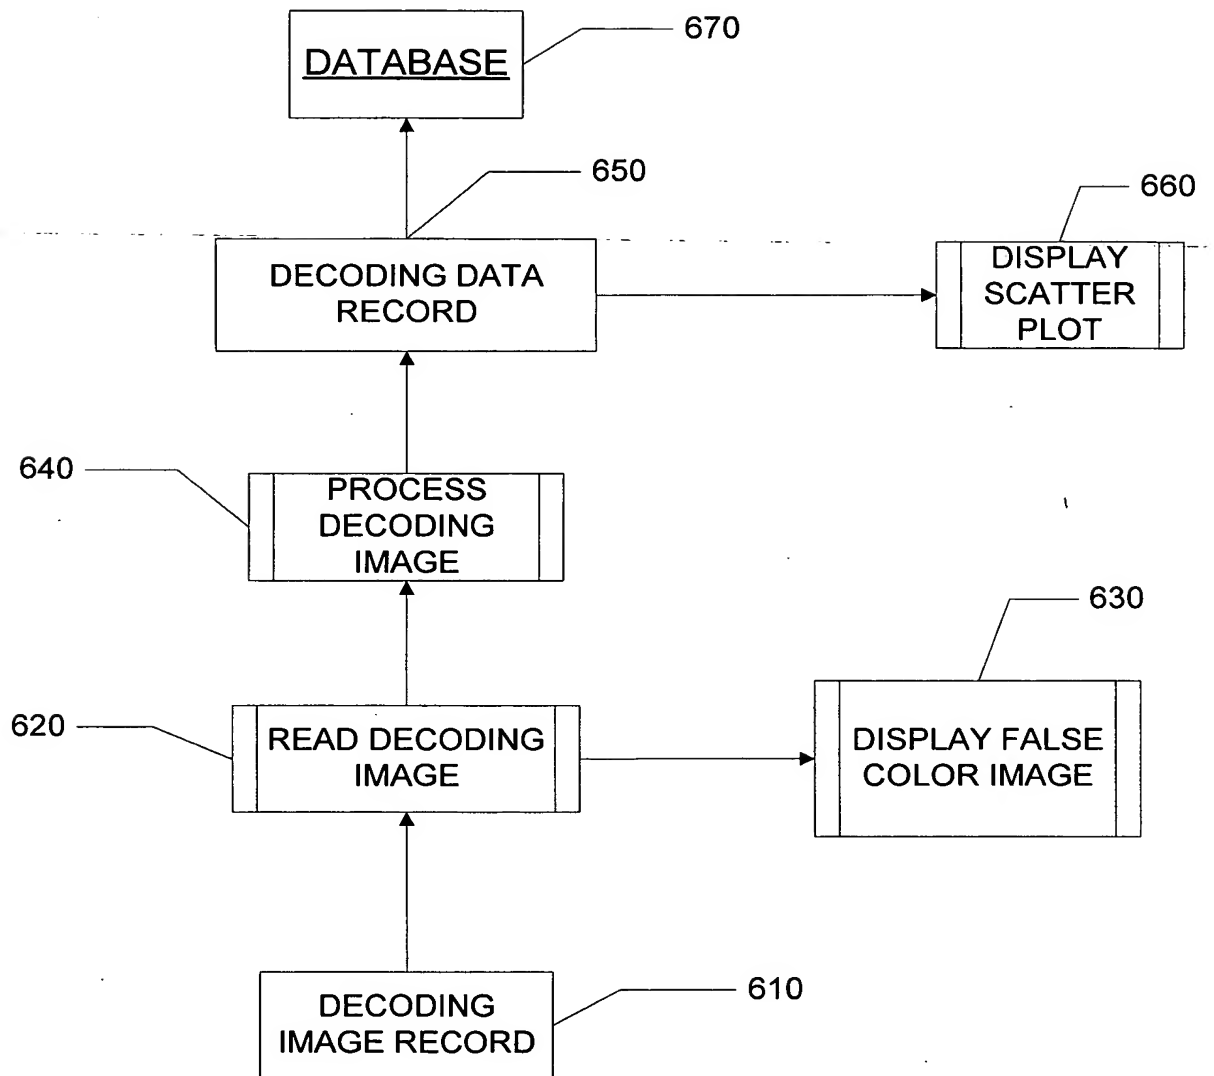 670
DATABASE
650
660
DECODING DATA
RECORD
DISPLAY
SCATTER
PLOT
640
PROCESS
DECODING
IMAGE
630
620
READ DECODING
IMAGE
DISPLAY FALSE
COLOR IMAGE
610
DECODING
IMAGE RECORD